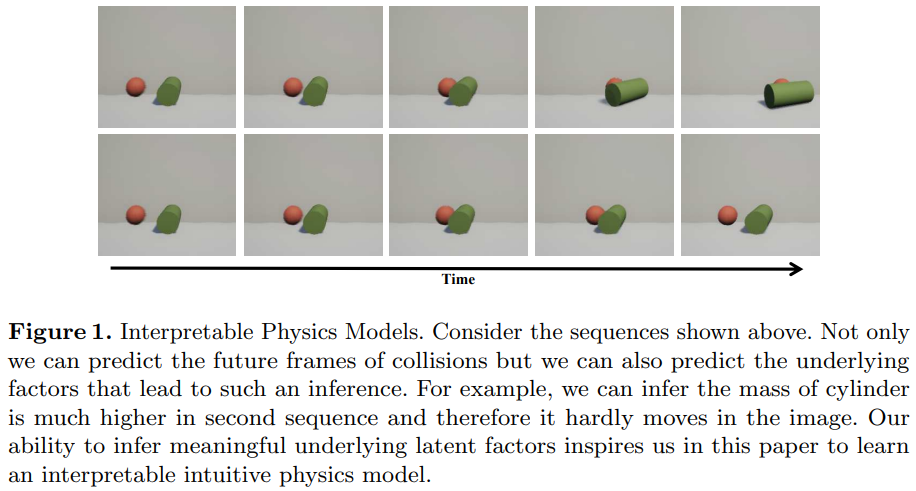 Time
Figure 1. Interpretable Physics Models. Consider the sequences shown above. Not only
we can predict the future frames of collisions but we can also predict the underlying
factors that lead to such an inference. For example, we can infer the mass of cylinder
is much higher in second sequence and therefore it hardly moves in the image. Our
ability to infer meaningful underlying latent factors inspires us in this paper to learn
an interpretable intuitive physics model.